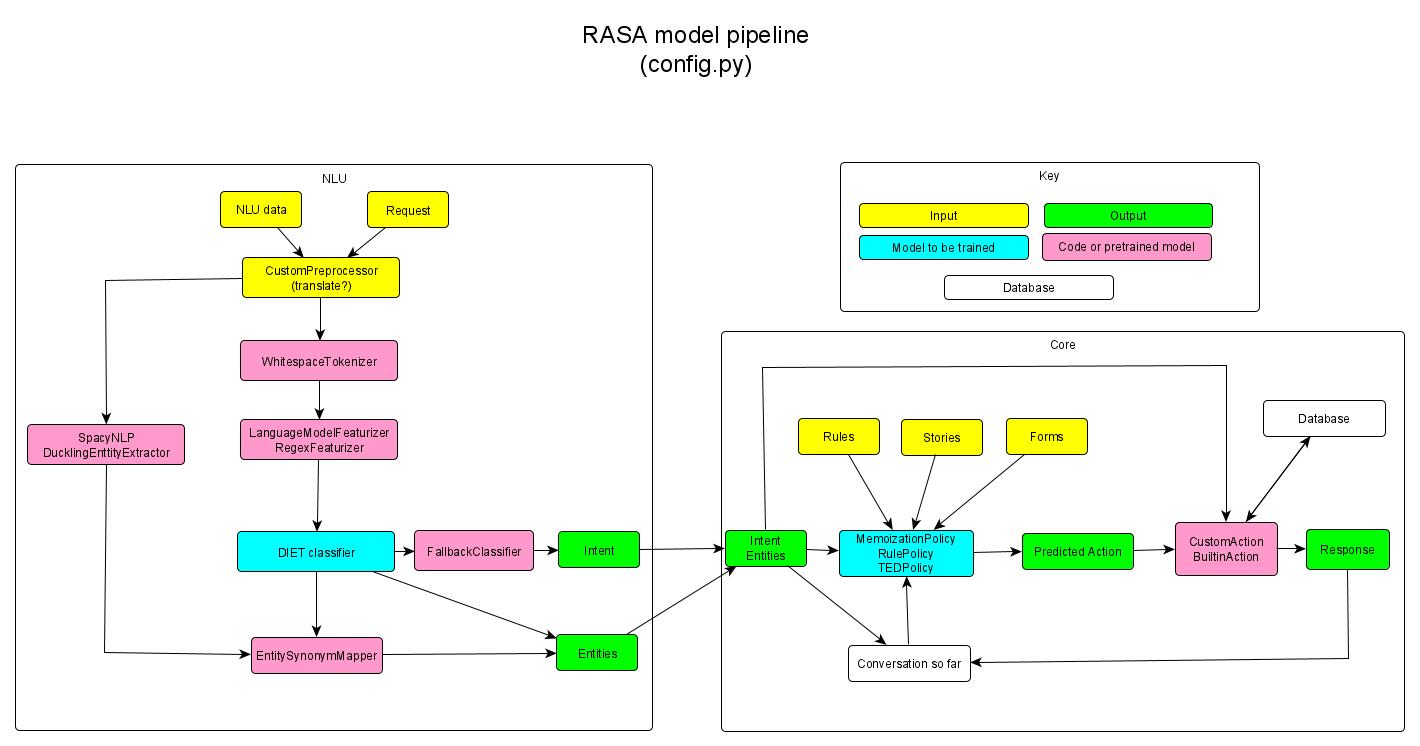 RASA model pipeline
(config.py)
NLU
NLU data
Request
CustomPreprocessor
(translate?)
WhitespaceTokenizer
SpacyNLP
DucklingEnttityExtractor
LanguageModelFeaturizer
RegexFeaturizer
DIET classifier
FallbackClassifier
Intent
EntitySynonymMapper
Entities
Key
Input
Output
Model to be trained
Code or pretrained model
Database
Core
Rules
Stories
Forms
Database
Intent
Entities
MemoizationPolicy
RulePolicy
TEDPolicy
Predicted Action
CustomAction
BuiltinAction
Response
Conversation so far